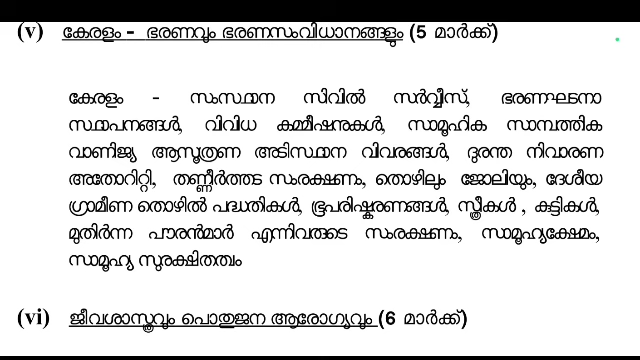 (v) കേരളം - ഭരണവും ഭരണസംവിധാനങ്ങളും (5 മാർക്ക്)
കേരളം - സംസ്ഥാന സിവിൽ സർവ്വീസ്, ഭരണഘടനാ
സ്ഥാപനങ്ങൾ, വിവിധ കമ്മീഷനുകൾ, സാമൂഹിക സാമ്പത്തിക
വാണിജ്യ ആസൂത്രണ അടിസ്ഥാന വിവരങ്ങൾ, ദുരന്ത നിവാരണ
അതോറിറ്റി, തണ്ണീർത്തട സംരക്ഷണം, തൊഴിലും ജോലിയും, ദേശീയ
ഗ്രാമീണ തൊഴിൽ പദ്ധതികൾ, ഭൂപരിഷ്കരണങ്ങൾ, സ്ത്രീകൾ , കുട്ടികൾ,
മുതിർന്ന പൗരൻമാർ എന്നിവരുടെ സംരക്ഷണം, സാമൂഹ്യക്ഷേമം,
സാമൂഹ്യ സുരക്ഷിതത്വം
(vi) ജീവശാസ്ത്രവും പൊതുജന ആരോഗ്യവും (6 മാർക്ക്)